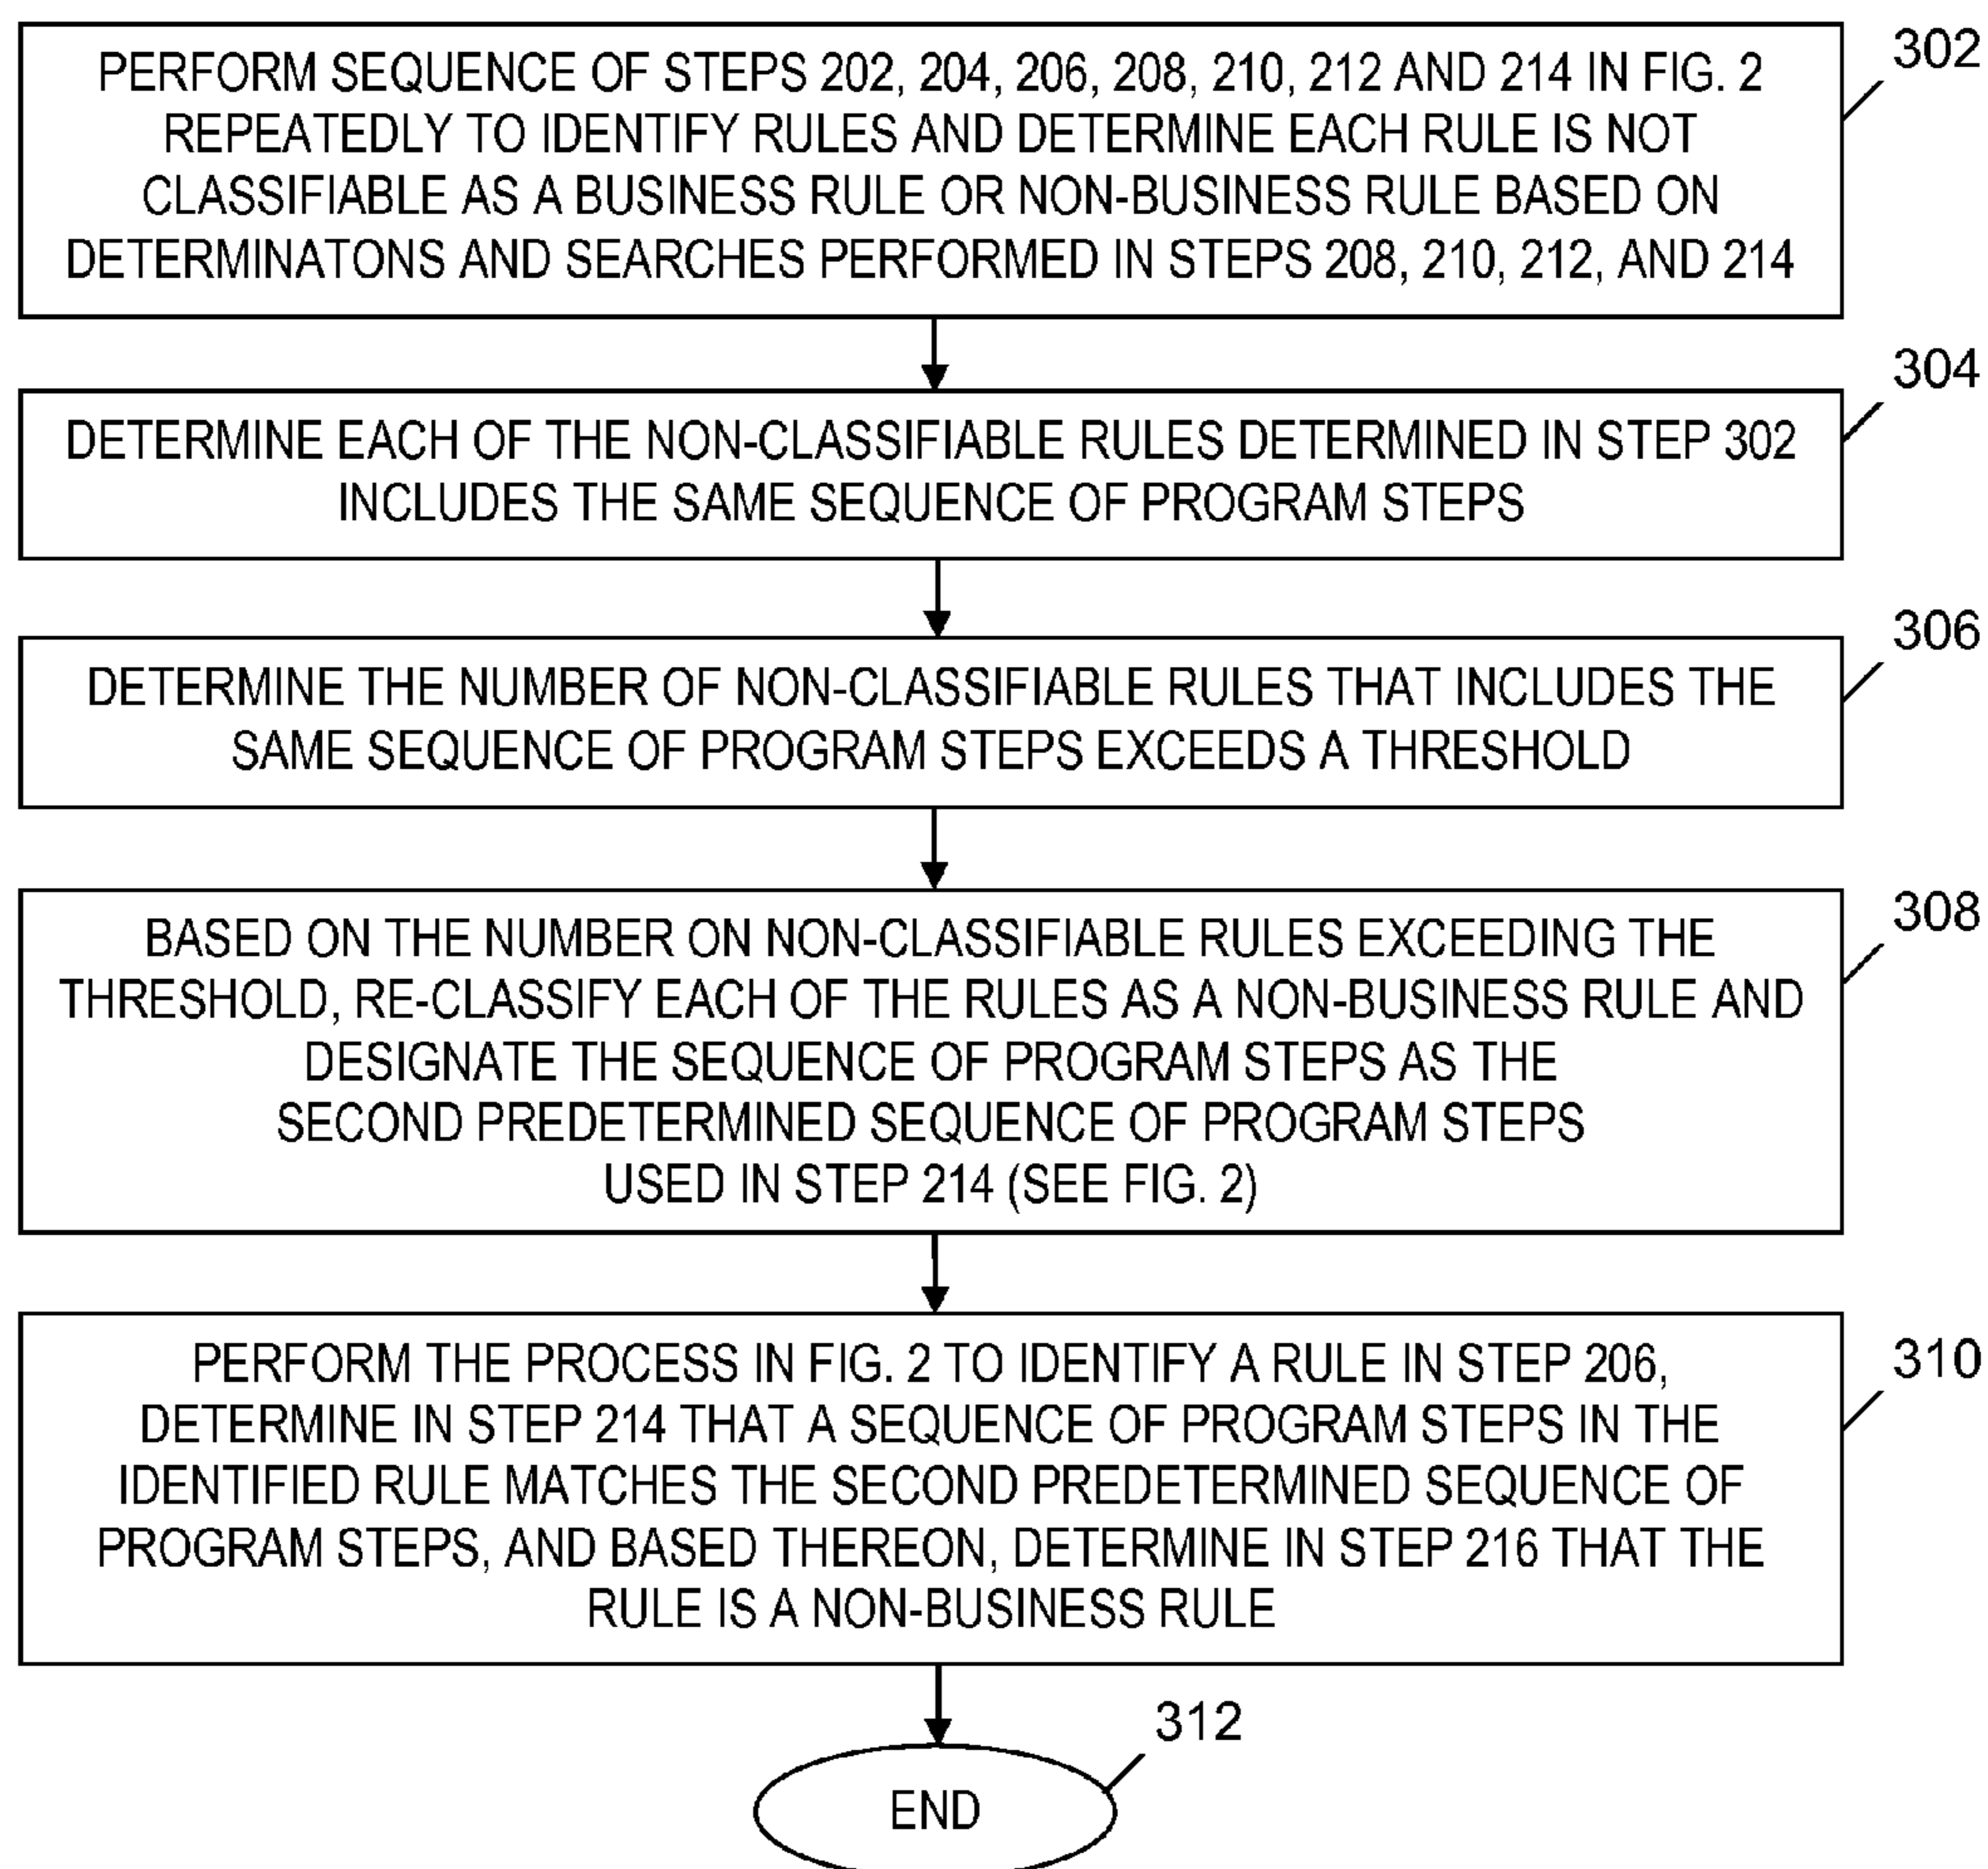 PERFORM SEQUENCE OF STEPS 202, 204, 206, 208, 210, 212 AND 214 IN FIG. 2
REPEATEDLY TO IDENTIFY RULES AND DETERMINE EACH RULE IS NOT
CLASSIFIABLE AS A BUSINESS RULE OR NON-BUSINESS RULE BASED ON
DETERMINATONS AND SEARCHES PERFORMED IN STEPS 208, 210, 212, AND 214
302
DETERMINE EACH OF THE NON-CLASSIFIABLE RULES DETERMINED IN STEP 302
INCLUDES THE SAME SEQUENCE OF PROGRAM STEPS
304
DETERMINE THE NUMBER OF NON-CLASSIFIABLE RULES THAT INCLUDES THE
SAME SEQUENCE OF PROGRAM STEPS EXCEEDS A THRESHOLD
306
BASED ON THE NUMBER ON NON-CLASSIFIABLE RULES EXCEEDING THE
THRESHOLD, RE-CLASSIFY EACH OF THE RULES AS A NON-BUSINESS RULE AND
DESIGNATE THE SEQUENCE OF PROGRAM STEPS AS THE
SECOND PREDETERMINED SEQUENCE OF PROGRAM STEPS
USED IN STEP 214 (SEE FIG. 2)
308
PERFORM THE PROCESS IN FIG. 2 TO IDENTIFY A RULE IN STEP 206,
DETERMINE IN STEP 214 THAT A SEQUENCE OF PROGRAM STEPS IN THE
IDENTIFIED RULE MATCHES THE SECOND PREDETERMINED SEQUENCE OF
PROGRAM STEPS, AND BASED THEREON, DETERMINE IN STEP 216 THAT THE
RULE IS A NON-BUSINESS RULE
310
312
END